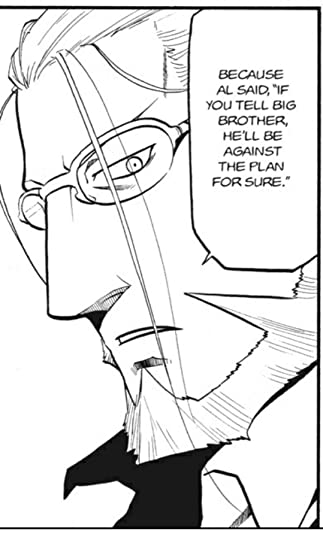 BECAUSE
AL SAID, "IF
YOU TELL BIG
BROTHER,
HE'LL BE
AGAINST
THE PLAN
FOR SURE."